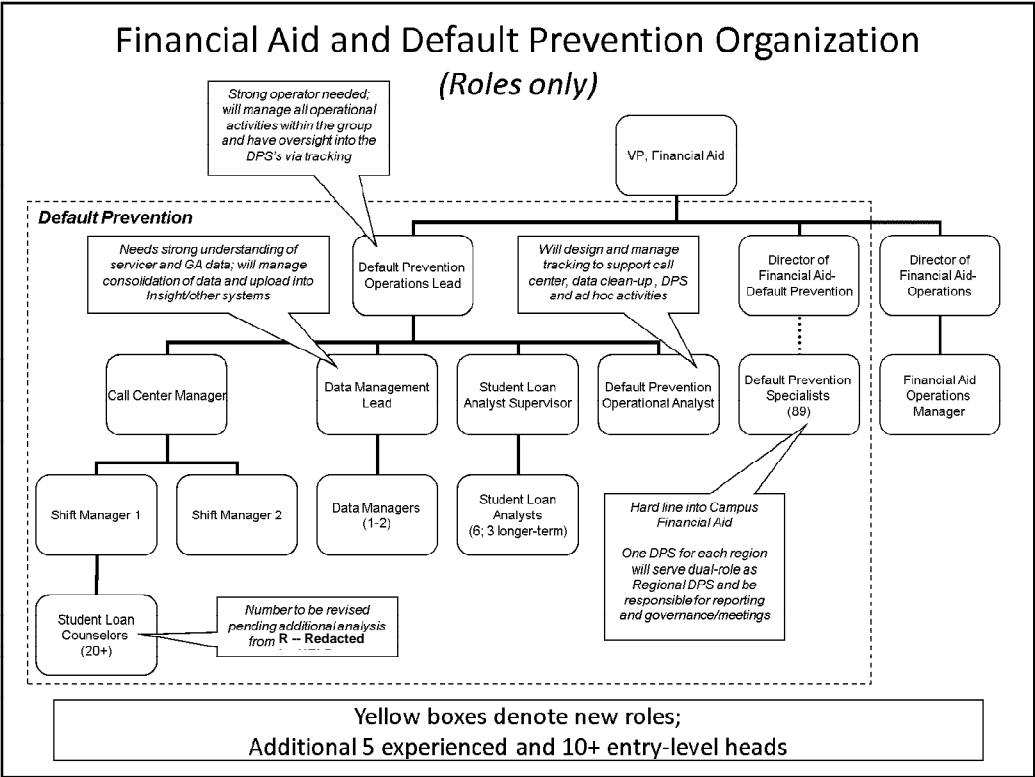 Financial Aid and Default Prevention Organization
(Roles only)
Strong operator needed;
will manage all operational
activities within the group
and have oversight into the
DPS's via tracking
VP, Financial Aid
Default Prevention
Needs strong understanding of
servicer and GA data; will manage
consolidation of data and upload into
Insight/other systems
Default Prevention
Operations Lead
Will design and manage
tracking to support call
center, data clean-up, DPS
and ad hoc activities
Director of
Financial Aid-
Default Prevention
Director of
Financial Aid-
Operations
Call Center Manager
Data Management
Lead
Student Loan
Analyst Supervisor
Default Prevention
Operational Analyst
Default Prevention
Specialists
(89)
Financial Aid
Operations
Manager
Shift Manager 1
Shift Manager 2
Data Managers
(1-2)
Student Loan
Analysts
(6; 3 longer-term)
Hard line into Campus
Financial Aid
One DPS for each region
will serve dual-role as
Regional DPS and be
responsible for reporting
and governance/meetings
Student Loan
Counselors
(20+)
Number to be revised
pending additional analysis
from R -- Redacted
Yellow boxes denote new roles;
Additional 5 experienced and 10+ entry-level heads